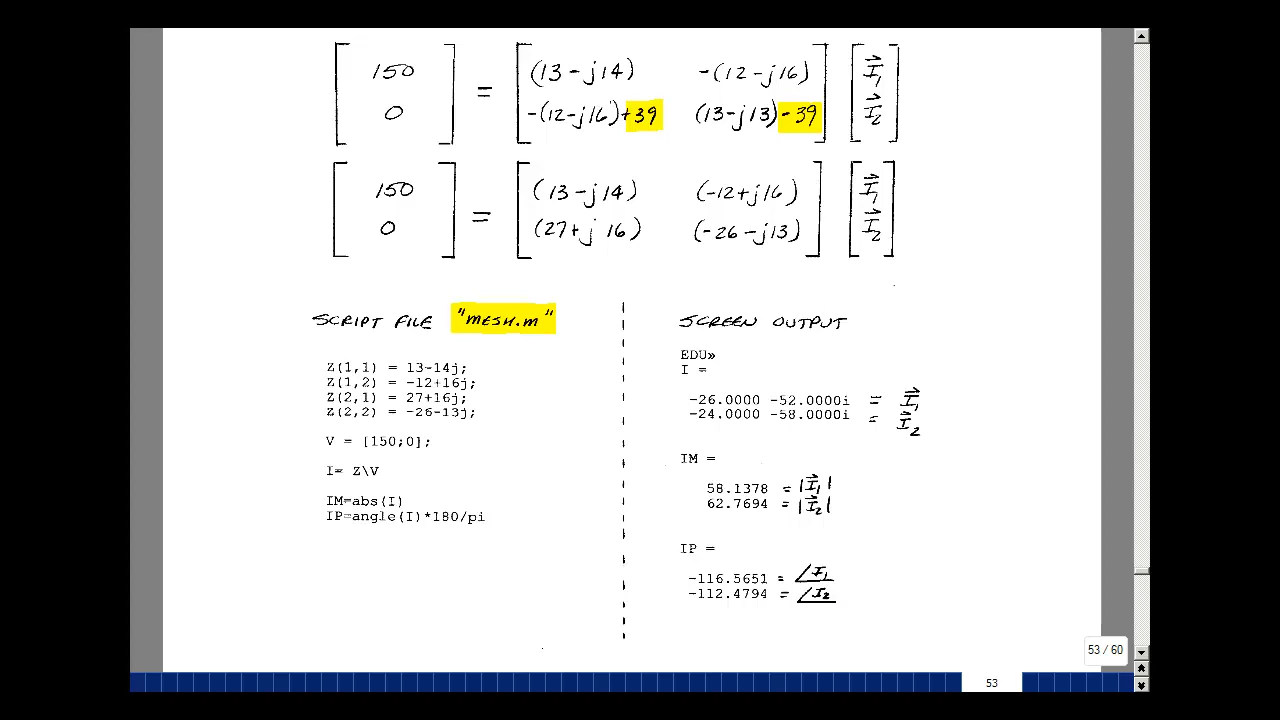 150 = (13-j14) -(12-j16) I₁
0 -(12-j16)+39 (13-j13)-39 I₂
150 = (13-j14) (-12+j16) I₁
0 (27+j16) (-26-j13) I₂
SCRIPT FILE "MESH.m"
Z(1,1) = 13-14j;
Z(1,2) = -12+16j;
Z(2,1) = 27+16j;
Z(2,2) = -26-13j;
V = [150;0];
I= Z\V
IM=abs(I)
IP=angle(I)*180/pi
SCREEN OUTPUT
EDU»
I =
-26.0000 -52.0000i = I₁
-24.0000 -58.0000i = I₂
IM =
58.1378 = |I₁|
62.7694 = |I₂|
IP =
-116.5651 = ∠I₁
-112.4794 = ∠I₂
53 / 60
53